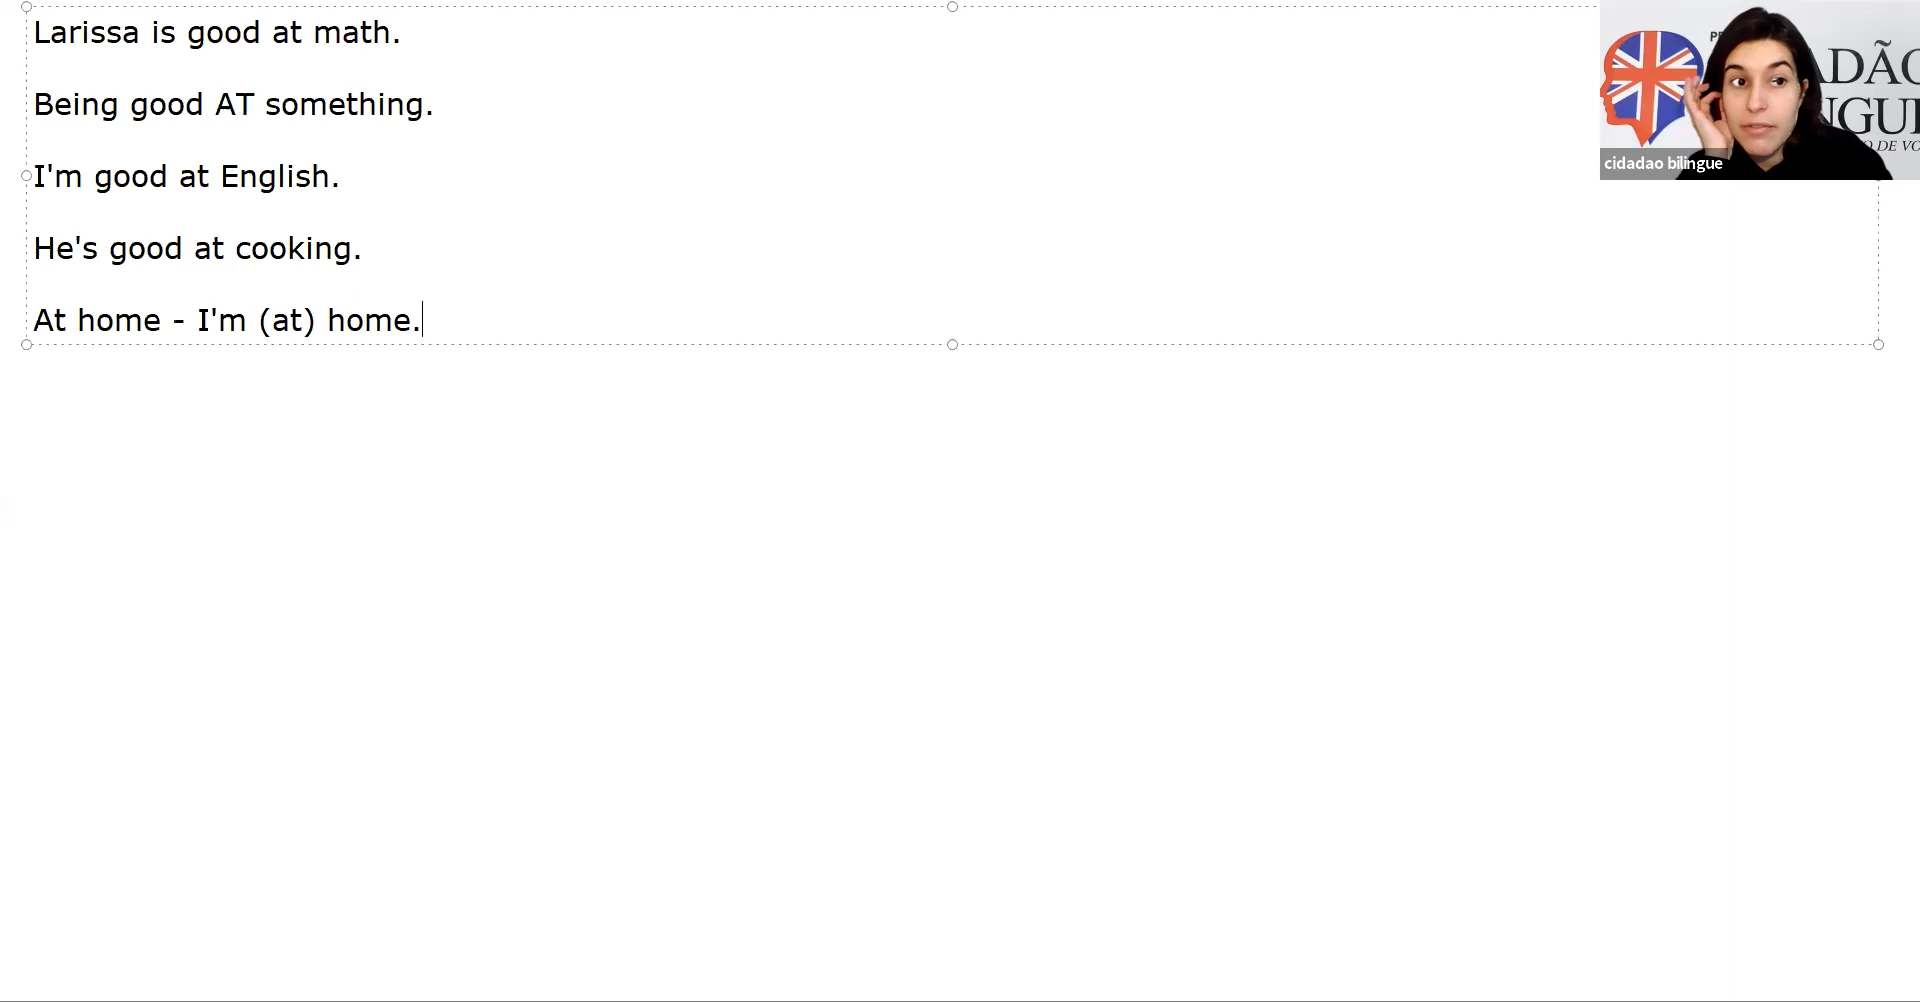 Larissa is good at math.
Being good AT something.
I'm good at English.
He's good at cooking.
At home - I'm (at) home.
cidadao bilingue